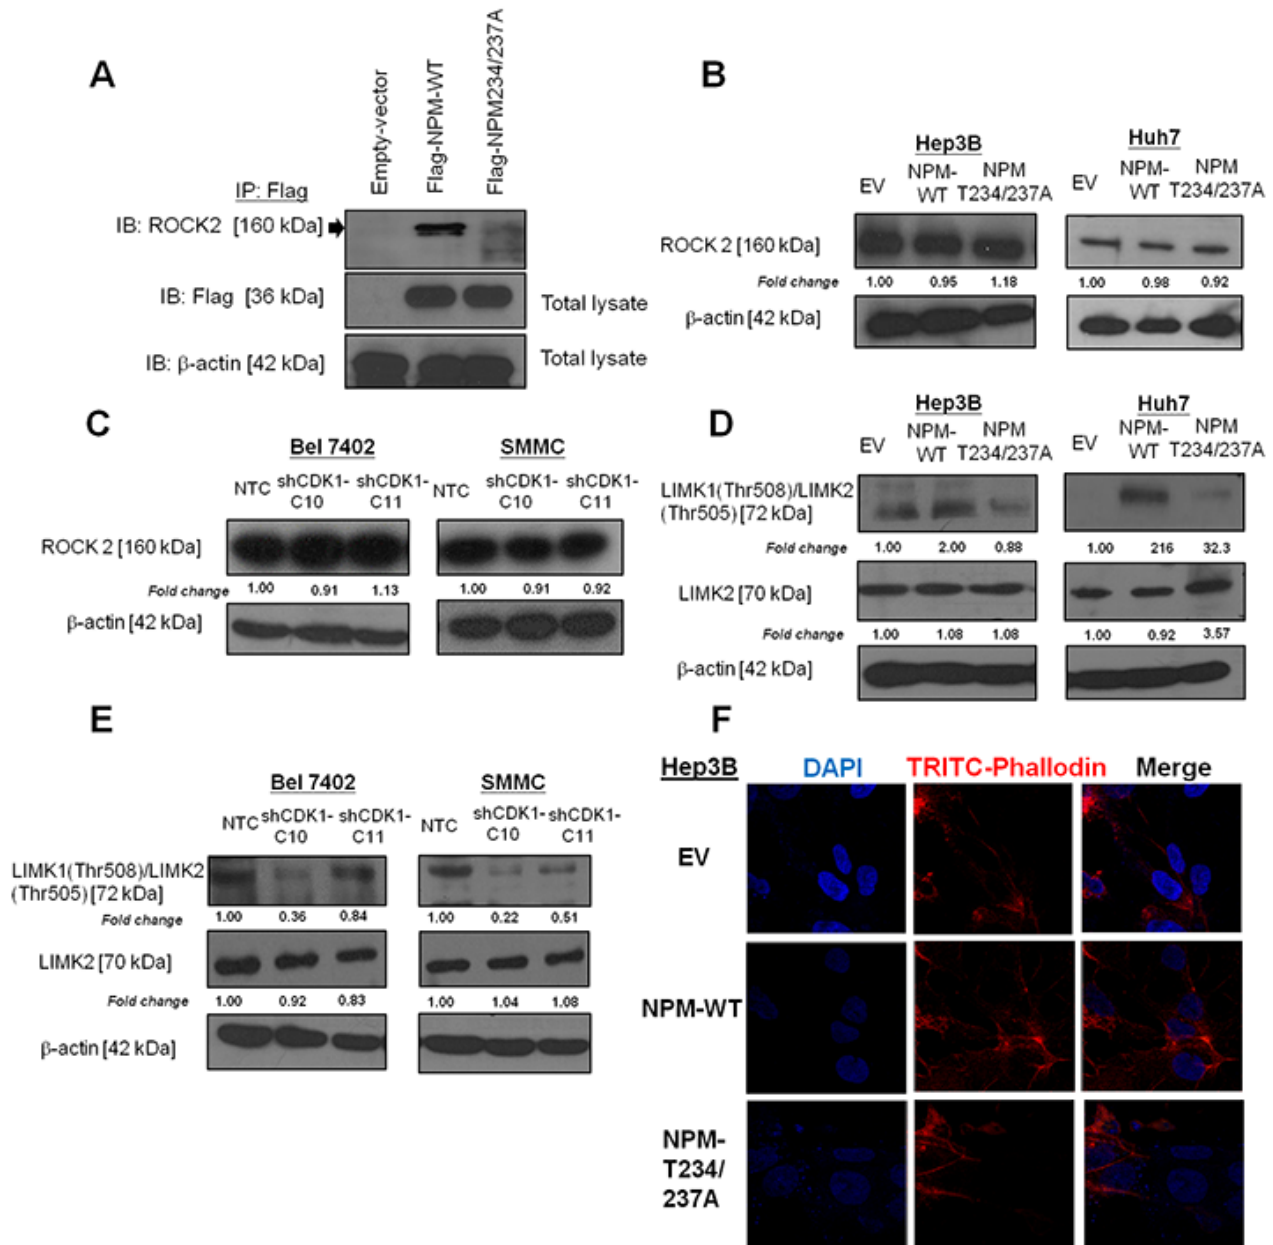 A
Empty-vector
Flag-NPM-WT
Flag-NPM234/237A
IP: Flag
IB: ROCK2 [160 kDa]
IB: Flag [36 kDa]
Total lysate
IB: β-actin [42 kDa]
Total lysate
B
Hep3B
EV
NPM-
WT
NPM
T234/237A
Huh7
EV
NPM-
WT
NPM
T234/237A
ROCK 2 [160 kDa]
Fold change
1.00 0.95 1.18
1.00 0.98 0.92
β-actin [42 kDa]
C
Bel 7402
NTC
shCDK1-
C10
shCDK1-
C11
SMMC
NTC
shCDK1-
C10
shCDK1-
C11
ROCK 2 [160 kDa]
Fold change
1.00 0.91 1.13
1.00 0.91 0.92
β-actin [42 kDa]
D
Hep3B
EV
NPM-
WT
NPM
T234/237A
Huh7
EV
NPM-
WT
NPM
T234/237A
LIMK1(Thr508)/LIMK2
(Thr505) [72 kDa]
Fold change
1.00 2.00 0.88
1.00 216 32.3
LIMK2 [70 kDa]
Fold change
1.00 1.08 1.08
1.00 0.92 3.57
β-actin [42 kDa]
E
Bel 7402
NTC
shCDK1-
C10
shCDK1-
C11
SMMC
NTC
shCDK1-
C10
shCDK1-
C11
LIMK1(Thr508)/LIMK2
(Thr505) [72 kDa]
Fold change
1.00 0.36 0.84
1.00 0.22 0.51
LIMK2 [70 kDa]
Fold change
1.00 0.92 0.83
1.00 1.04 1.08
β-actin [42 kDa]
F
Hep3B
DAPI
TRITC-Phallodin
Merge
EV
NPM-WT
NPM-
T234/
237A